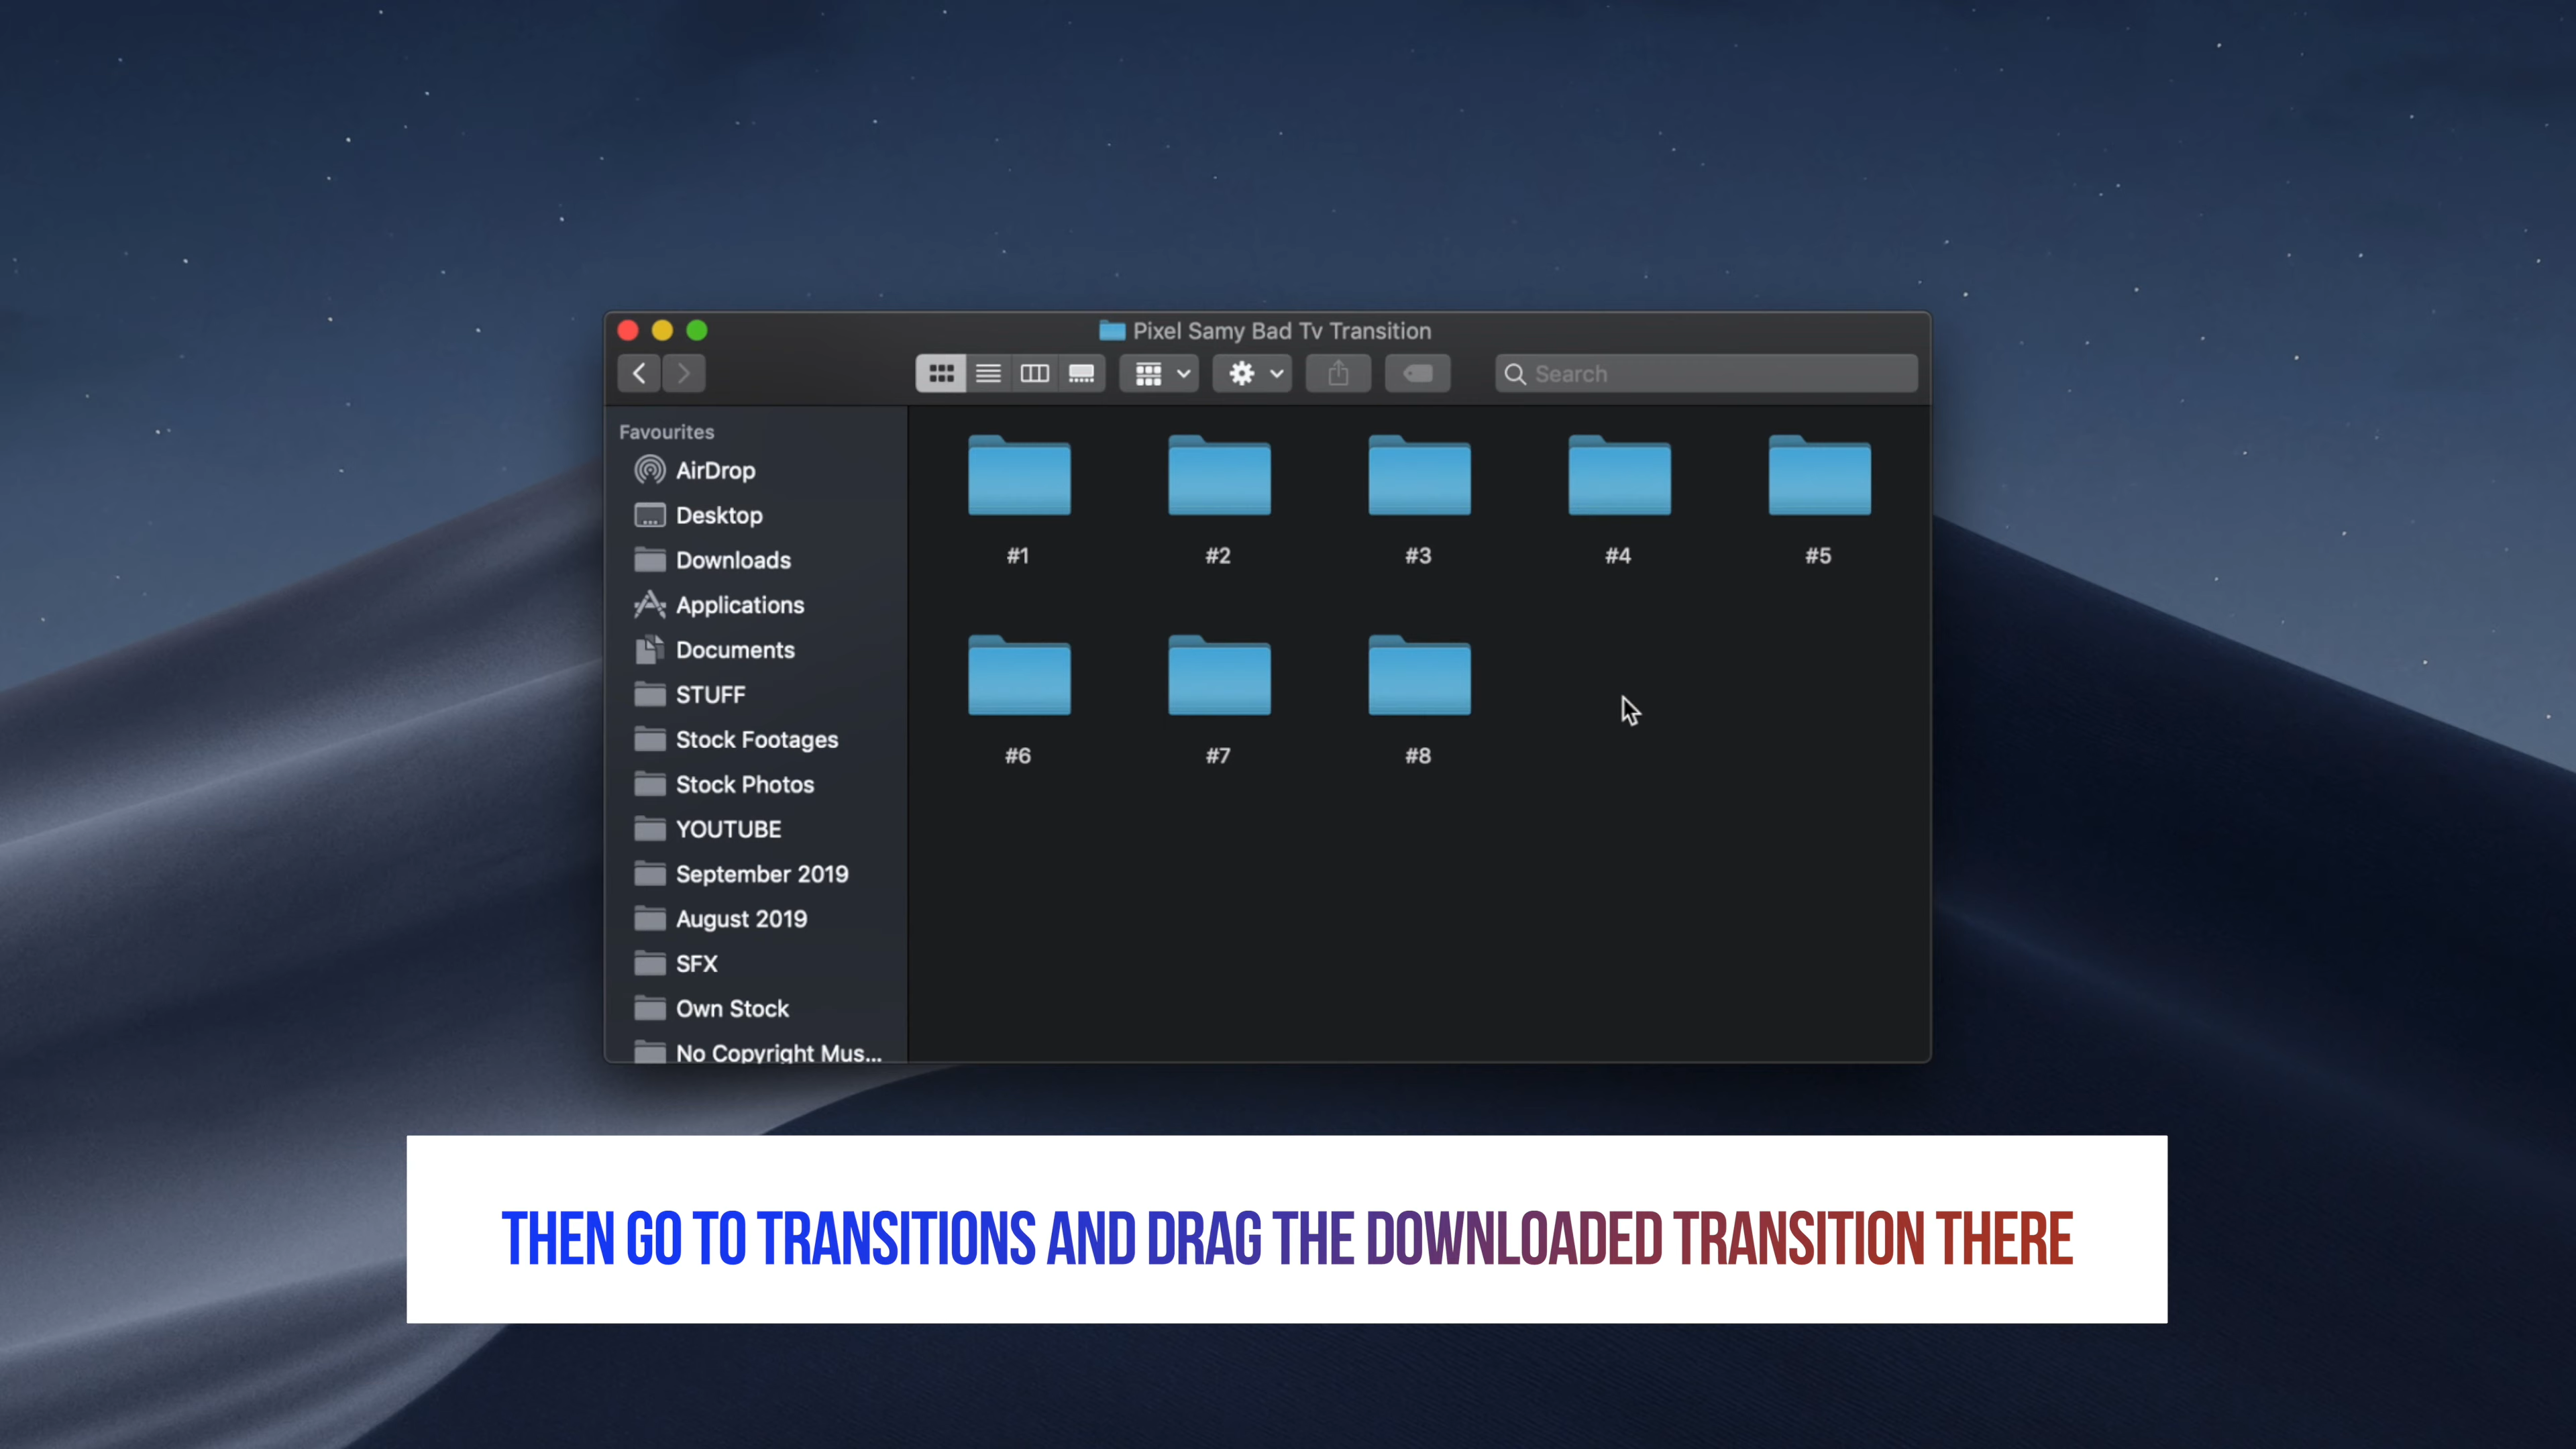 Pixel Samy Bad Tv Transition
Search
Favourites
AirDrop
Desktop
Downloads
Applications
Documents
STUFF
Stock Footages
Stock Photos
YOUTUBE
September 2019
August 2019
SFX
Own Stock
No Copyright Mus...
#1
#2
#3
#4
#5
#6
#7
#8
THEN GO TO TRANSITIONS AND DRAG THE DOWNLOADED TRANSITION THERE